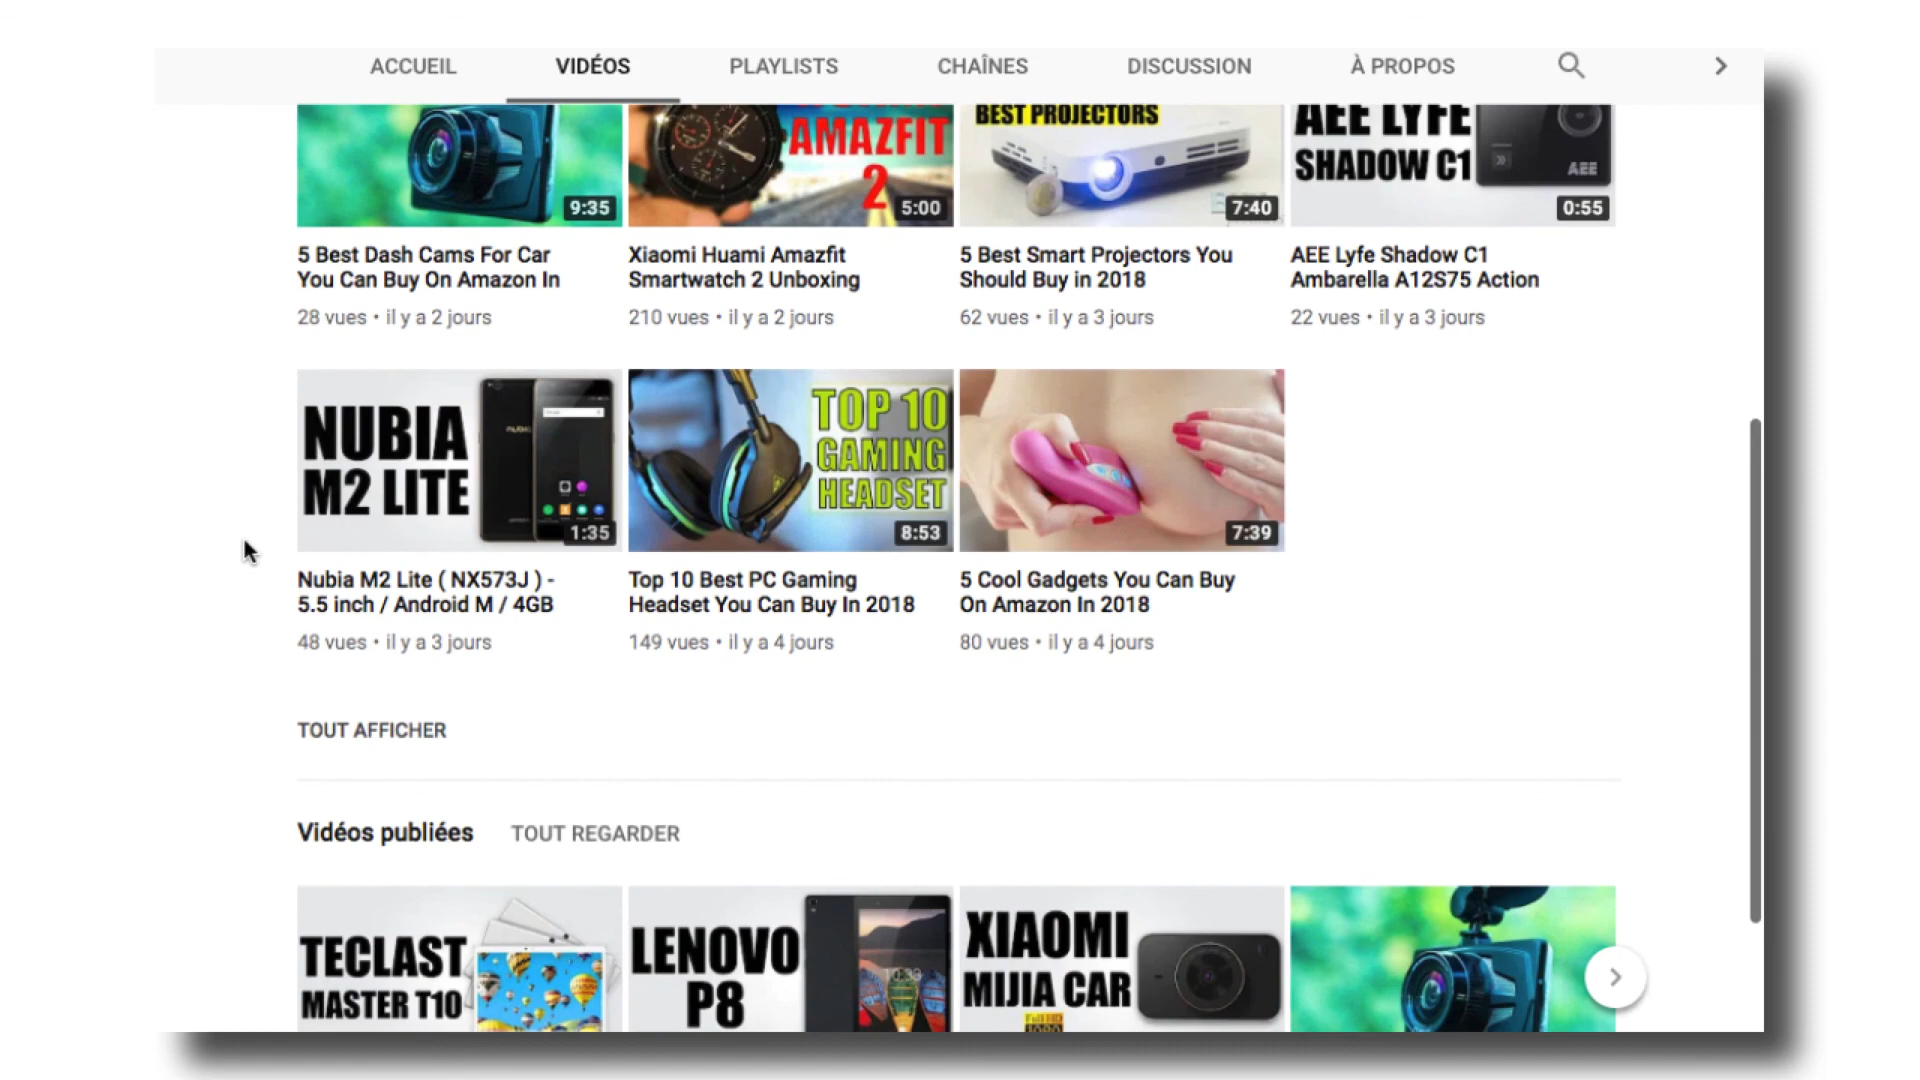 ACCUEIL
VIDÉOS
PLAYLISTS
CHAÎNES
DISCUSSION
À PROPOS
9:35
AMAZFIT
2
5:00
BEST PROJECTORS
7:40
AEE LYFE
SHADOW C1
AEE
0:55
5 Best Dash Cams For Car
You Can Buy On Amazon In
28 vues • il y a 2 jours
Xiaomi Huami Amazfit
Smartwatch 2 Unboxing
210 vues • il y a 2 jours
5 Best Smart Projectors You
Should Buy in 2018
62 vues • il y a 3 jours
AEE Lyfe Shadow C1
Ambarella A12S75 Action
22 vues • il y a 3 jours
NUBIA
M2 LITE
1:35
TOP 10
GAMING
HEADSET
8:53
7:39
Nubia M2 Lite ( NX573J ) -
5.5 inch / Android M / 4GB
48 vues • il y a 3 jours
Top 10 Best PC Gaming
Headset You Can Buy In 2018
149 vues • il y a 4 jours
5 Cool Gadgets You Can Buy
On Amazon In 2018
80 vues • il y a 4 jours
TOUT AFFICHER
Vidéos publiées
TOUT REGARDER
TECLAST
MASTER T10
LENOVO
P8
XIAOMI
MIJIA CAR
Full HD